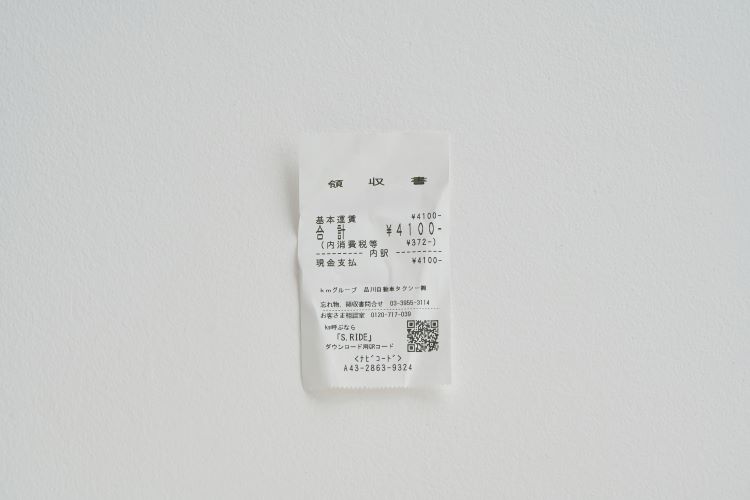 領収書
基本運賃 ¥4100-
合計 ¥4100-
(内消費税等 ¥372-)
---------- 内訳 ----------
現金支払 ¥4100-
kmグループ 品川自動車タクシー㈱
忘れ物、領収書問合せ 03-3955-3114
お客さま相談室 0120-717-039
km呼ぶなら
「S.RIDE」
ダウンロード用QRコード
<ナビコード>
A43-2863-9324